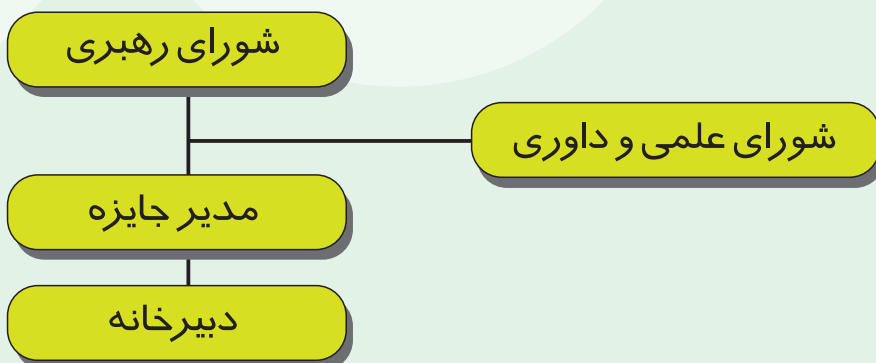 شورای رهبری
شورای علمی و داوری
مدیر جایزه
دبیرخانه